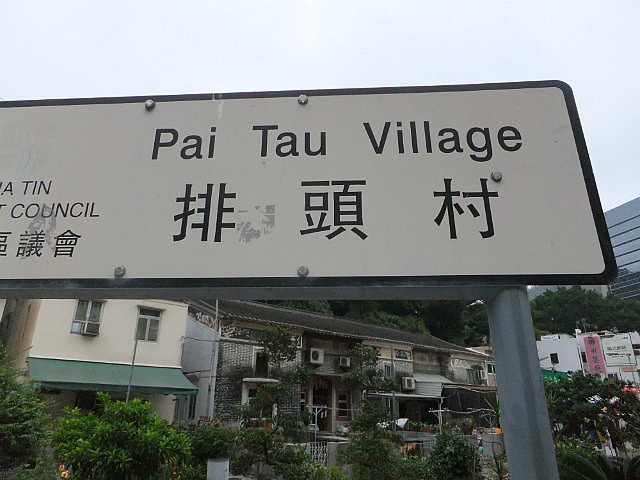 Pai Tau Village
排頭村
A TIN
T COUNCIL
區議會